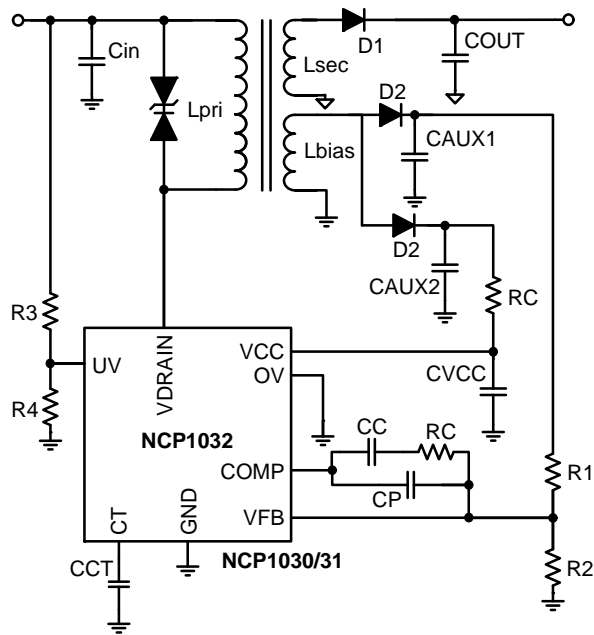 Cin
D1
COUT
Lsec
Lpri
D2
CAUX1
Lbias
D2
CAUX2
RC
R3
UV
VDRAIN
VCC
OV
CVCC
R4
NCP1032
CC
RC
COMP
CP
R1
VFB
CT
GND
NCP1030/31
CCT
R2